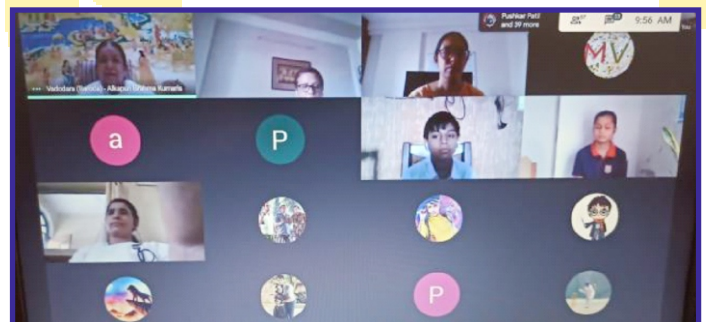 Pushkar Patil
and 39 more
9:56 AM
MV
Vadodara (Baroda) - Alkapuri Brahma Kumaris
a
P
P